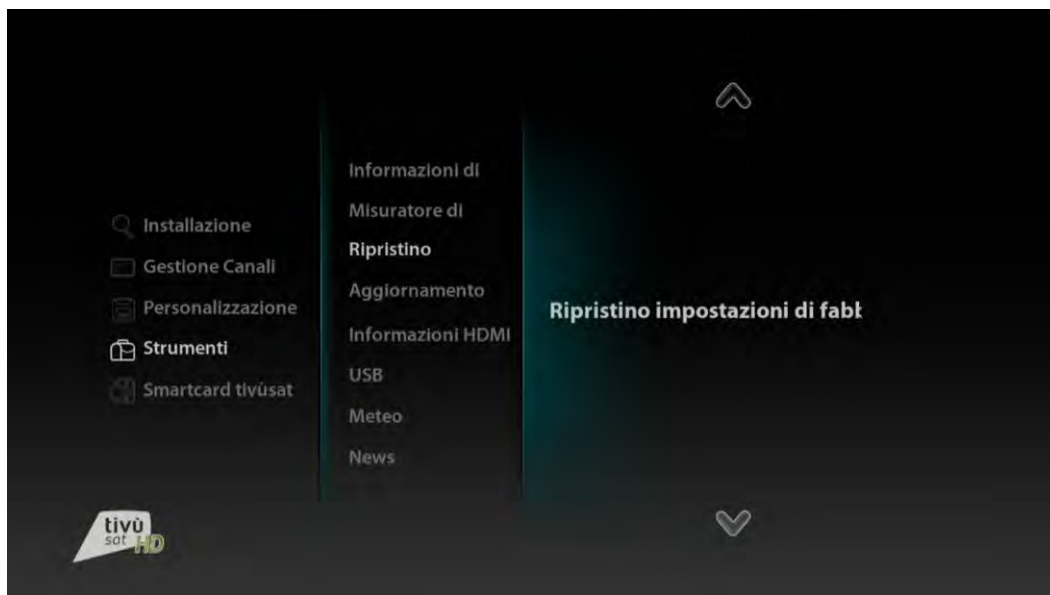 Installazione
Gestione Canali
Personalizzazione
Strumenti
Smartcard tivùsat
Informazioni di
Misuratore di
Ripristino
Aggiornamento
Informazioni HDMI
USB
Meteo
News
Ripristino impostazioni di fabb
tivù
sat HD